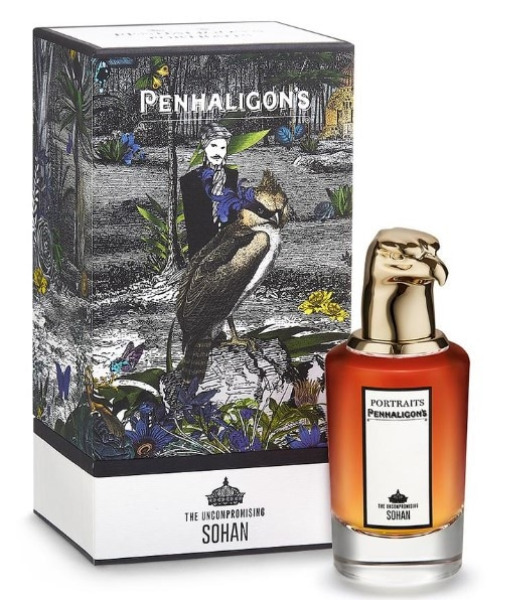 PENHALIGON'S
THE UNCOMPROMISING
SOHAN
PORTRAITS
PENHALIGON'S
THE UNCOMPROMISING
SOHAN